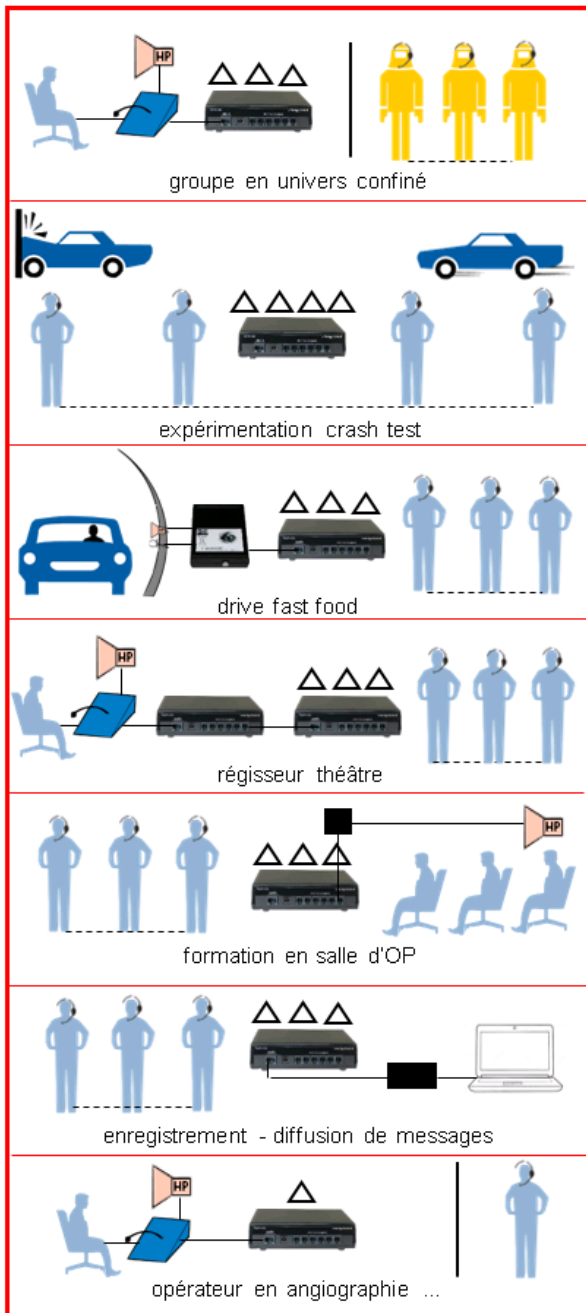 HP
groupe en univers confiné
expérimentation crash test
drive fast food
HP
régisseur théâtre
HP
formation en salle d'OP
enregistrement - diffusion de messages
HP
opérateur en angiographie ...